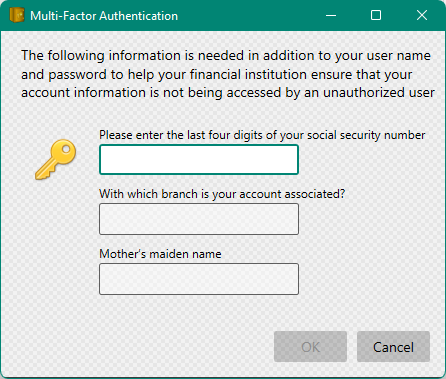 Multi-Factor Authentication
The following information is needed in addition to your user name
and password to help your financial institution ensure that your
account information is not being accessed by an unauthorized user
Please enter the last four digits of your social security number
With which branch is your account associated?
Mother's maiden name
OK Cancel